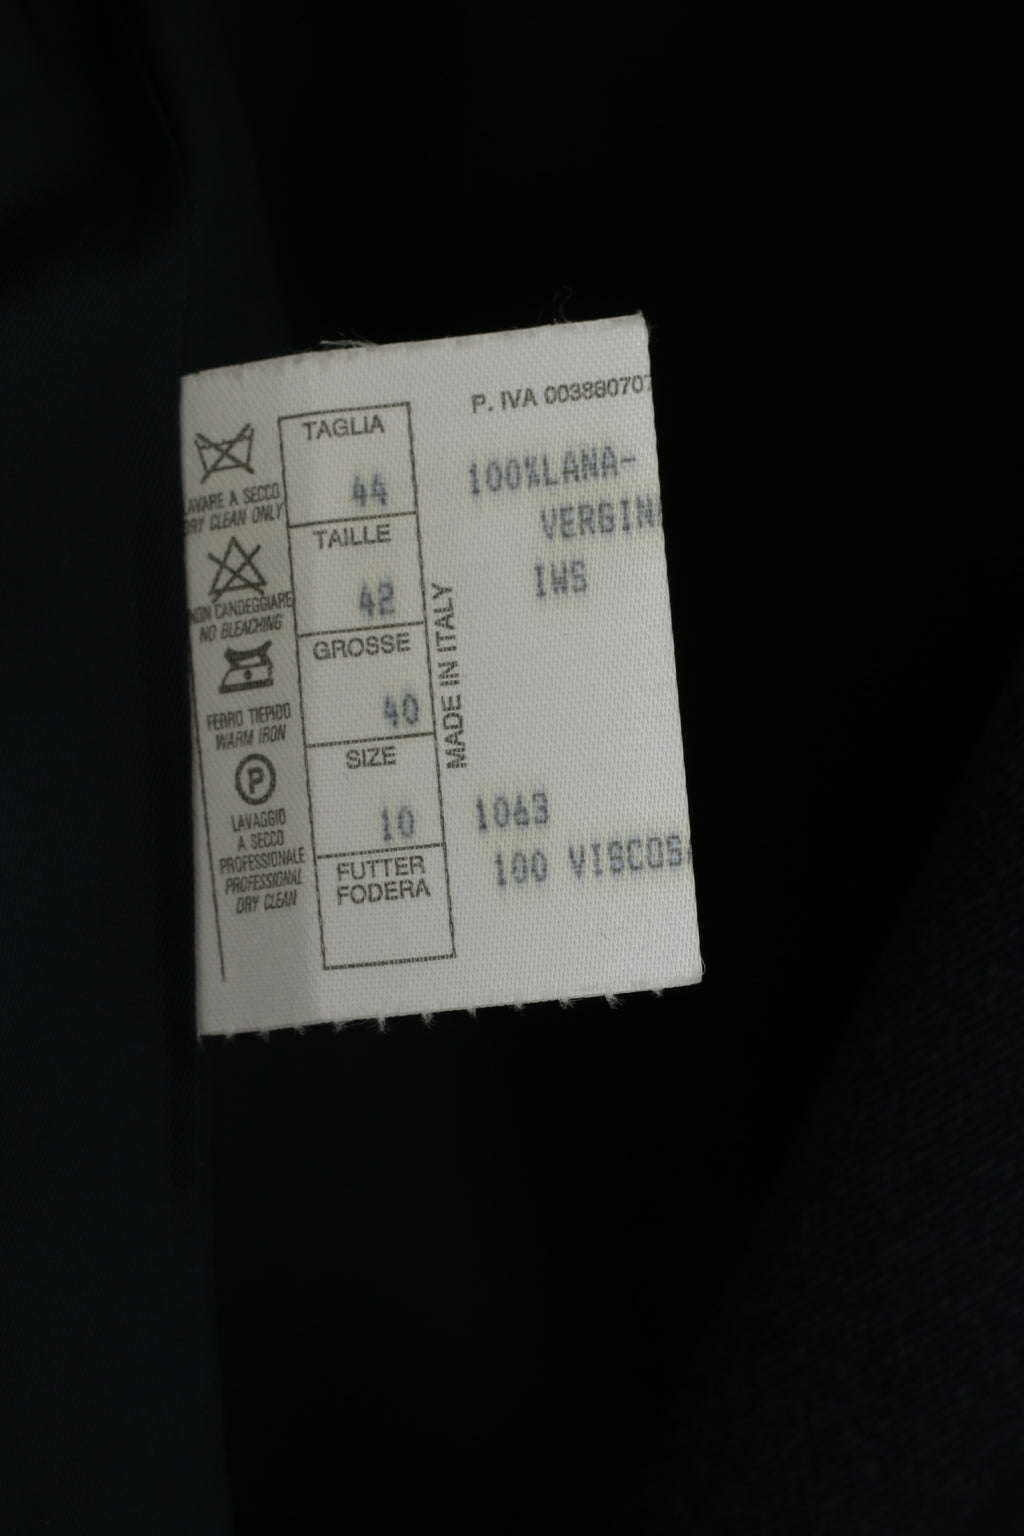 LAVARE A SECCO
DRY CLEAN ONLY
NON CANDEGGIARE
NO BLEACHING
FERRO TIEPIDO
WARM IRON
P
LAVAGGIO
A SECCO
PROFESSIONALE
PROFESSIONAL
DRY CLEAN
TAGLIA
44
TAILLE
42
GROSSE
40
SIZE
10
FUTTER
FODERA
MADE IN ITALY
P. IVA 003880707
100%LANA-
VERGIN
IWS
1063
100 VISCOSA